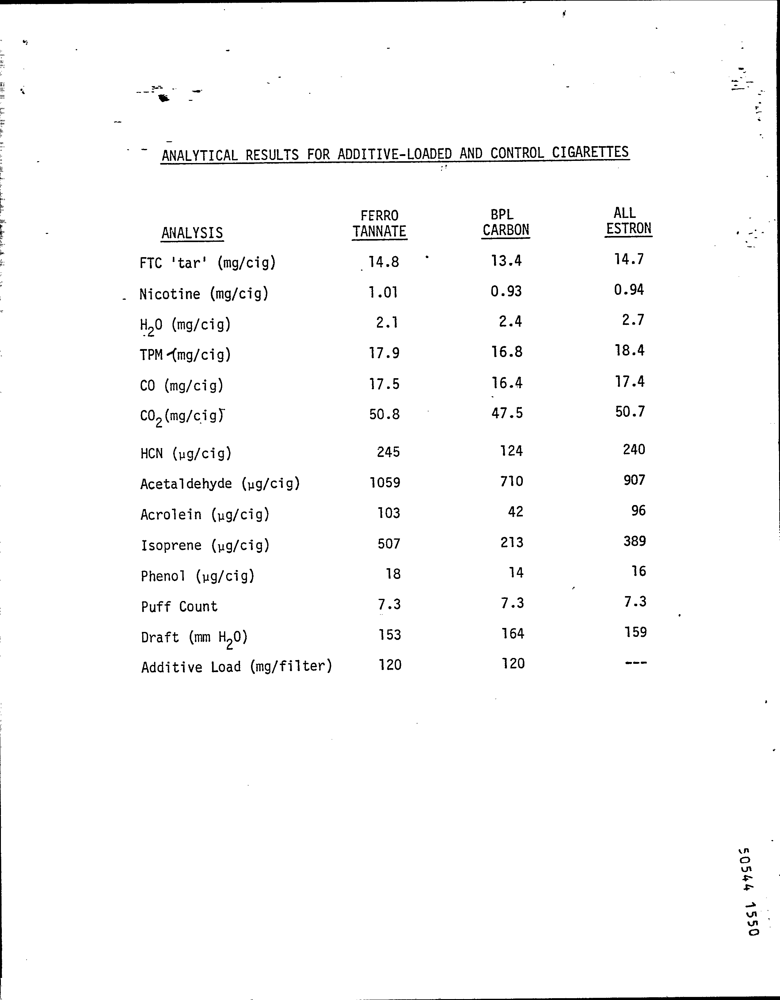 ANALYTICAL RESULTS FOR ADDITIVE-LOADED AND CONTROL CIGARETTES
FERRO BPL ALL
ANALYSIS TANNATE CARBON ESTRON
FTC 'tar' (mg/cig) 14.8 13.4 14.7
Nicotine (mg/cig) 1.01 0.93 0.94
H₂O (mg/cig) 2.1 2.4 2.7
TPM (mg/cig) 17.9 16.8 18.4
CO (mg/cig) 17.5 16.4 17.4
CO₂(mg/cig) 50.8 47.5 50.7
HCN (µg/cig) 245 124 240
Acetaldehyde (µg/cig) 1059 710 907
Acrolein (µg/cig) 103 42 96
Isoprene (µg/cig) 507 213 389
Phenol (µg/cig) 18 14 16
Puff Count 7.3 7.3 7.3
Draft (mm H₂O) 153 164 159
Additive Load (mg/filter) 120 120 ---
50544 1550